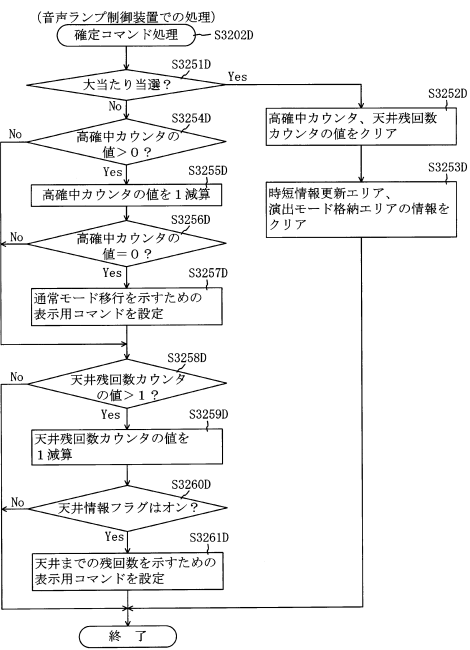 (音声ランプ制御装置での処理)
確定コマンド処理
S3202D
S3251D
大当たり当選?
Yes
No
S3252D
高確中カウンタ、天井残回数
カウンタの値をクリア
S3253D
時短情報更新エリア、
演出モード格納エリアの情報を
クリア
S3254D
高確中カウンタの
値>0?
No
Yes
S3255D
高確中カウンタの値を1減算
S3256D
高確中カウンタの
値=0?
No
Yes
S3257D
通常モード移行を示すための
表示用コマンドを設定
S3258D
天井残回数カウンタ
の値>1?
No
Yes
S3259D
天井残回数カウンタの値を
1減算
S3260D
天井情報フラグはオン?
No
Yes
S3261D
天井までの残回数を示すための
表示用コマンドを設定
終 了